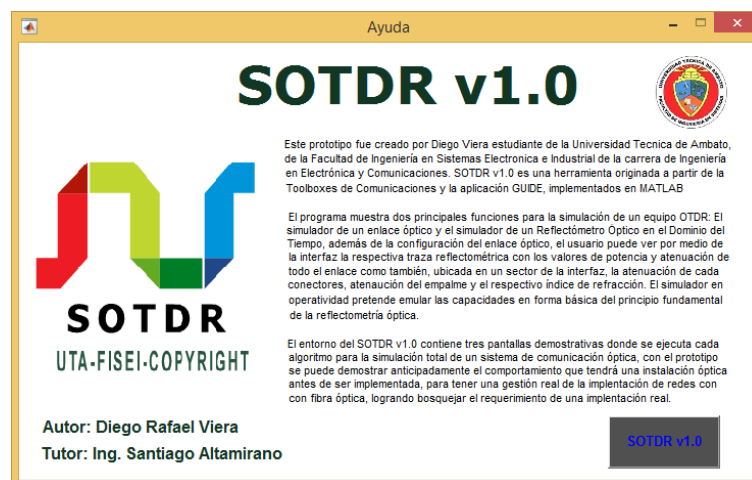 Ayuda
SOTDR v1.0
Este prototipo fue creado por Diego Viera estudiante de la Universidad Tecnica de Ambato,
de la Facultad de Ingeniería en Sistemas Electronica e Industrial de la carrera de Ingeniería
en Electrónica y Comunicaciones. SOTDR v1.0 es una herramienta originada a partir de la
Toolboxes de Comunicaciones y la aplicación GUIDE, implementados en MATLAB
El programa muestra dos principales funciones para la simulación de un equipo OTDR: El
simulador de un enlace óptico y el simulador de un Reflectómetro Óptico en el Dominio del
Tiempo, además de la configuración del enlace óptico, el usuario puede ver por medio de
la interfaz la respectiva traza reflectométrica con los valores de potencia y atenuación de
todo el enlace como también, ubicada en un sector de la interfaz, la atenuación de cada
conectores, atenaución del empalme y el respectivo índice de refracción. El simulador en
operatividad pretende emular las capacidades en forma básica del principio fundamental
de la reflectometría óptica.
El entorno del SOTDR v1.0 contiene tres pantallas demostrativas donde se ejecuta cada
algoritmo para la simulación total de un sistema de comunicación óptica, con el prototipo
se puede demostrar anticipadamente el comportamiento que tendrá una instalación óptica
antes de ser implementada, para tener una gestión real de la implentación de redes con
con fibra óptica, logrando bosquejar el requerimiento de una implentación real.
SOTDR
UTA-FISEI-COPYRIGHT
Autor: Diego Rafael Viera
Tutor: Ing. Santiago Altamirano
SOTDR v1.0